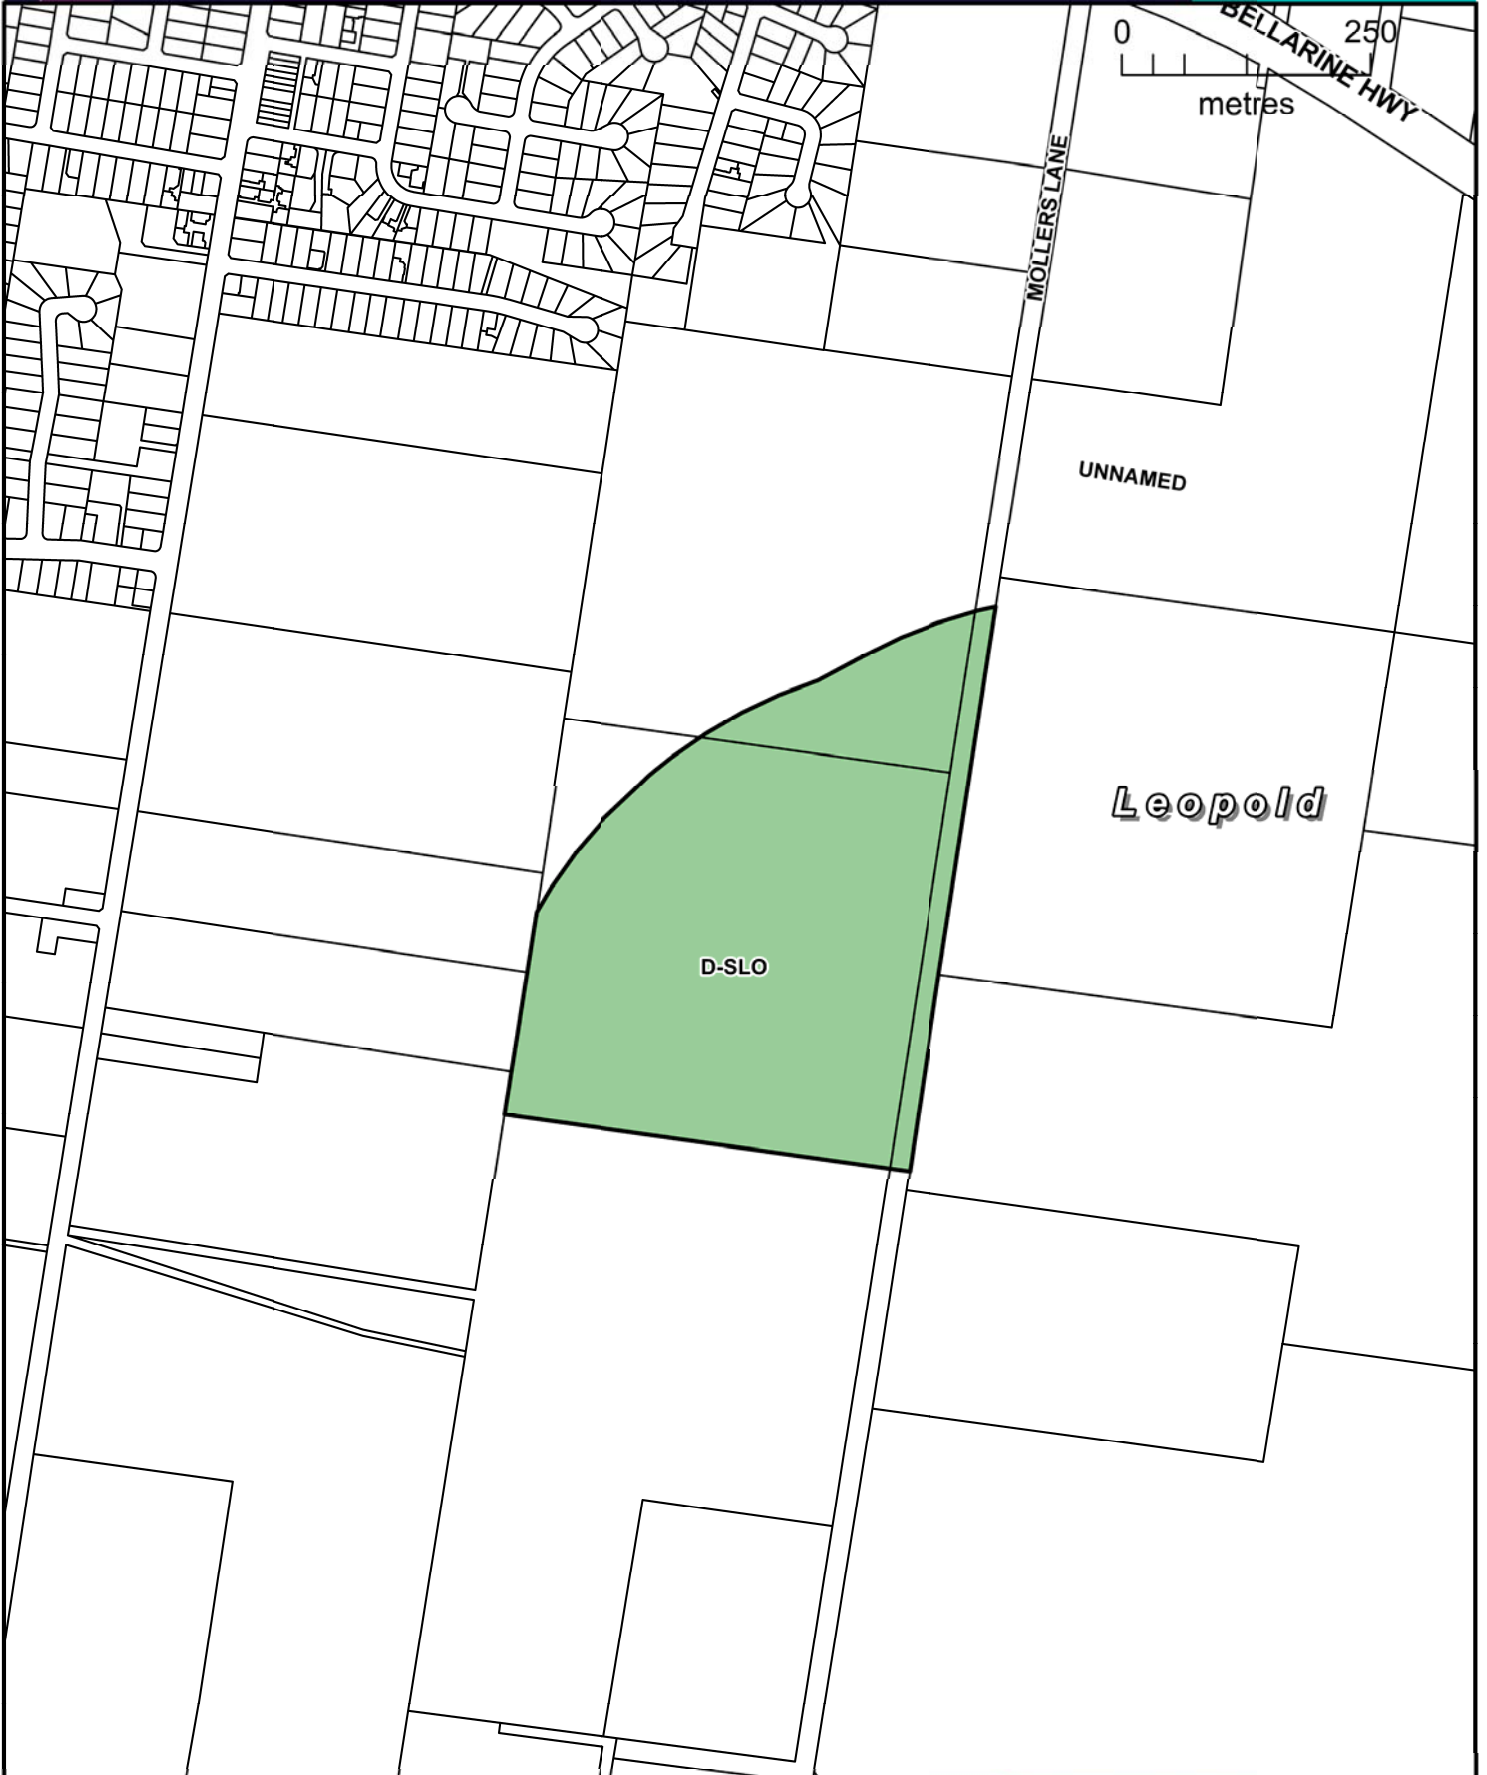 BELLARINE HWY
0 250
metres
MOLLERS LANE
UNNAMED
Leopold
D-SLO